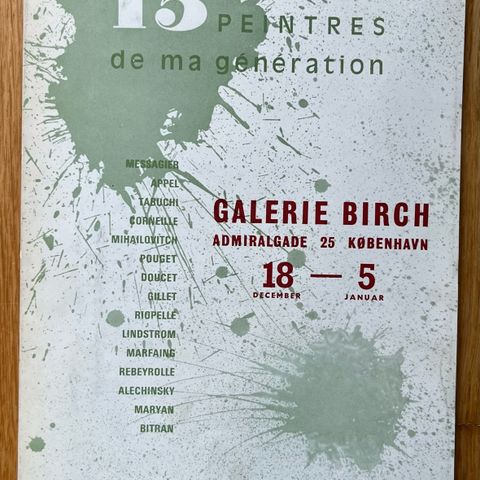 15 PEINTRES
de ma génération
MESSAGIER
APPEL
TABUCHI
CORNEILLE
MIHAILOVITCH
POUGET
DOUCET
GILLET
RIOPELLE
LINDSTROM
MARFAING
REBEYROLLE
ALECHINSKY
MARYAN
BITRAN
GALERIE BIRCH
ADMIRALGADE 25 KØBENHAVN
18 — 5
DECEMBER JANUAR